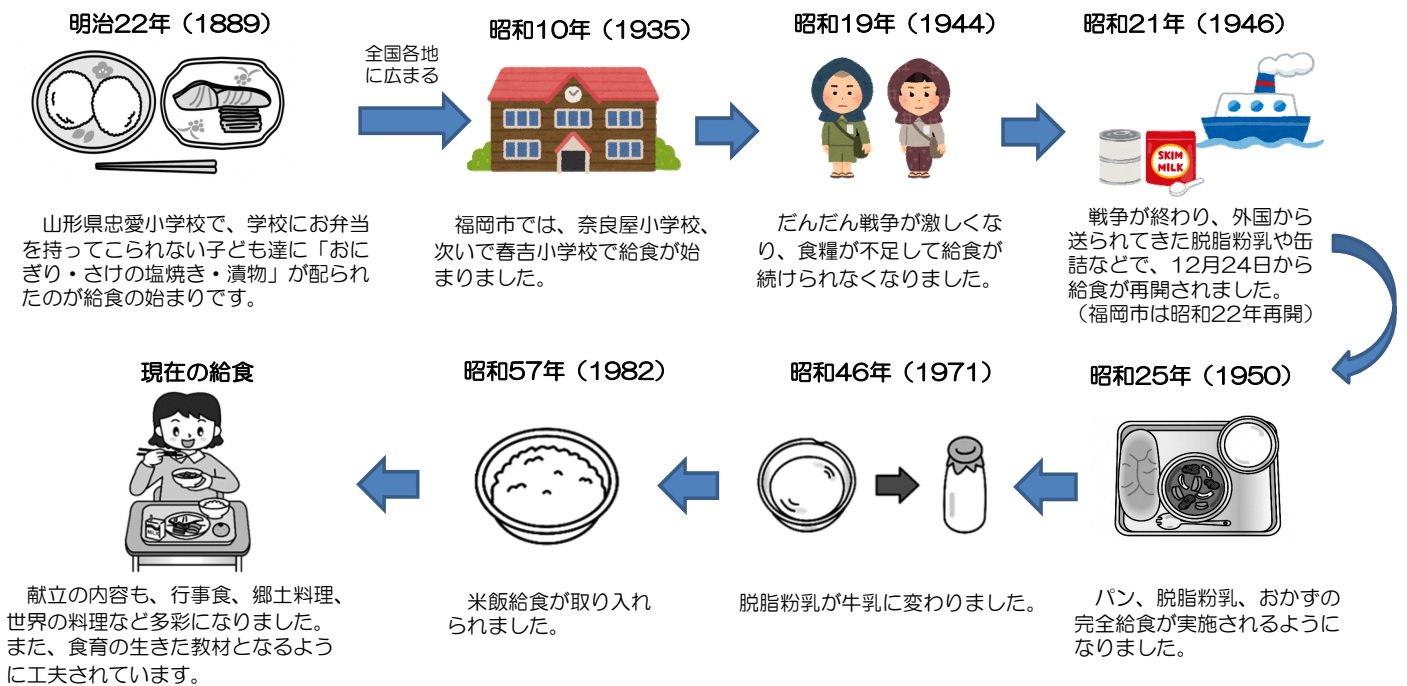 明治22年（1889）
山形県忠愛小学校で、学校にお弁当
を持ってこられない子ども達に「おに
ぎり・さけの塩焼き・漬物」が配られ
たのが給食の始まりです。
全国各地
に広まる
昭和10年（1935）
福岡市では、奈良屋小学校、
次いで春吉小学校で給食が始
まりました。
昭和19年（1944）
だんだん戦争が激しくな
り、食糧が不足して給食が
続けられなくなりました。
昭和21年（1946）
SKIM
MILK
戦争が終わり、外国から
送られてきた脱脂粉乳や缶
詰などで、12月24日から
給食が再開されました。
（福岡市は昭和22年再開）
昭和25年（1950）
パン、脱脂粉乳、おかずの
完全給食が実施されるように
なりました。
昭和46年（1971）
脱脂粉乳が牛乳に変わりました。
昭和57年（1982）
米飯給食が取り入れ
られました。
現在の給食
献立の内容も、行事食、郷土料理、
世界の料理など多彩になりました。
また、食育の生きた教材となるよう
に工夫されています。